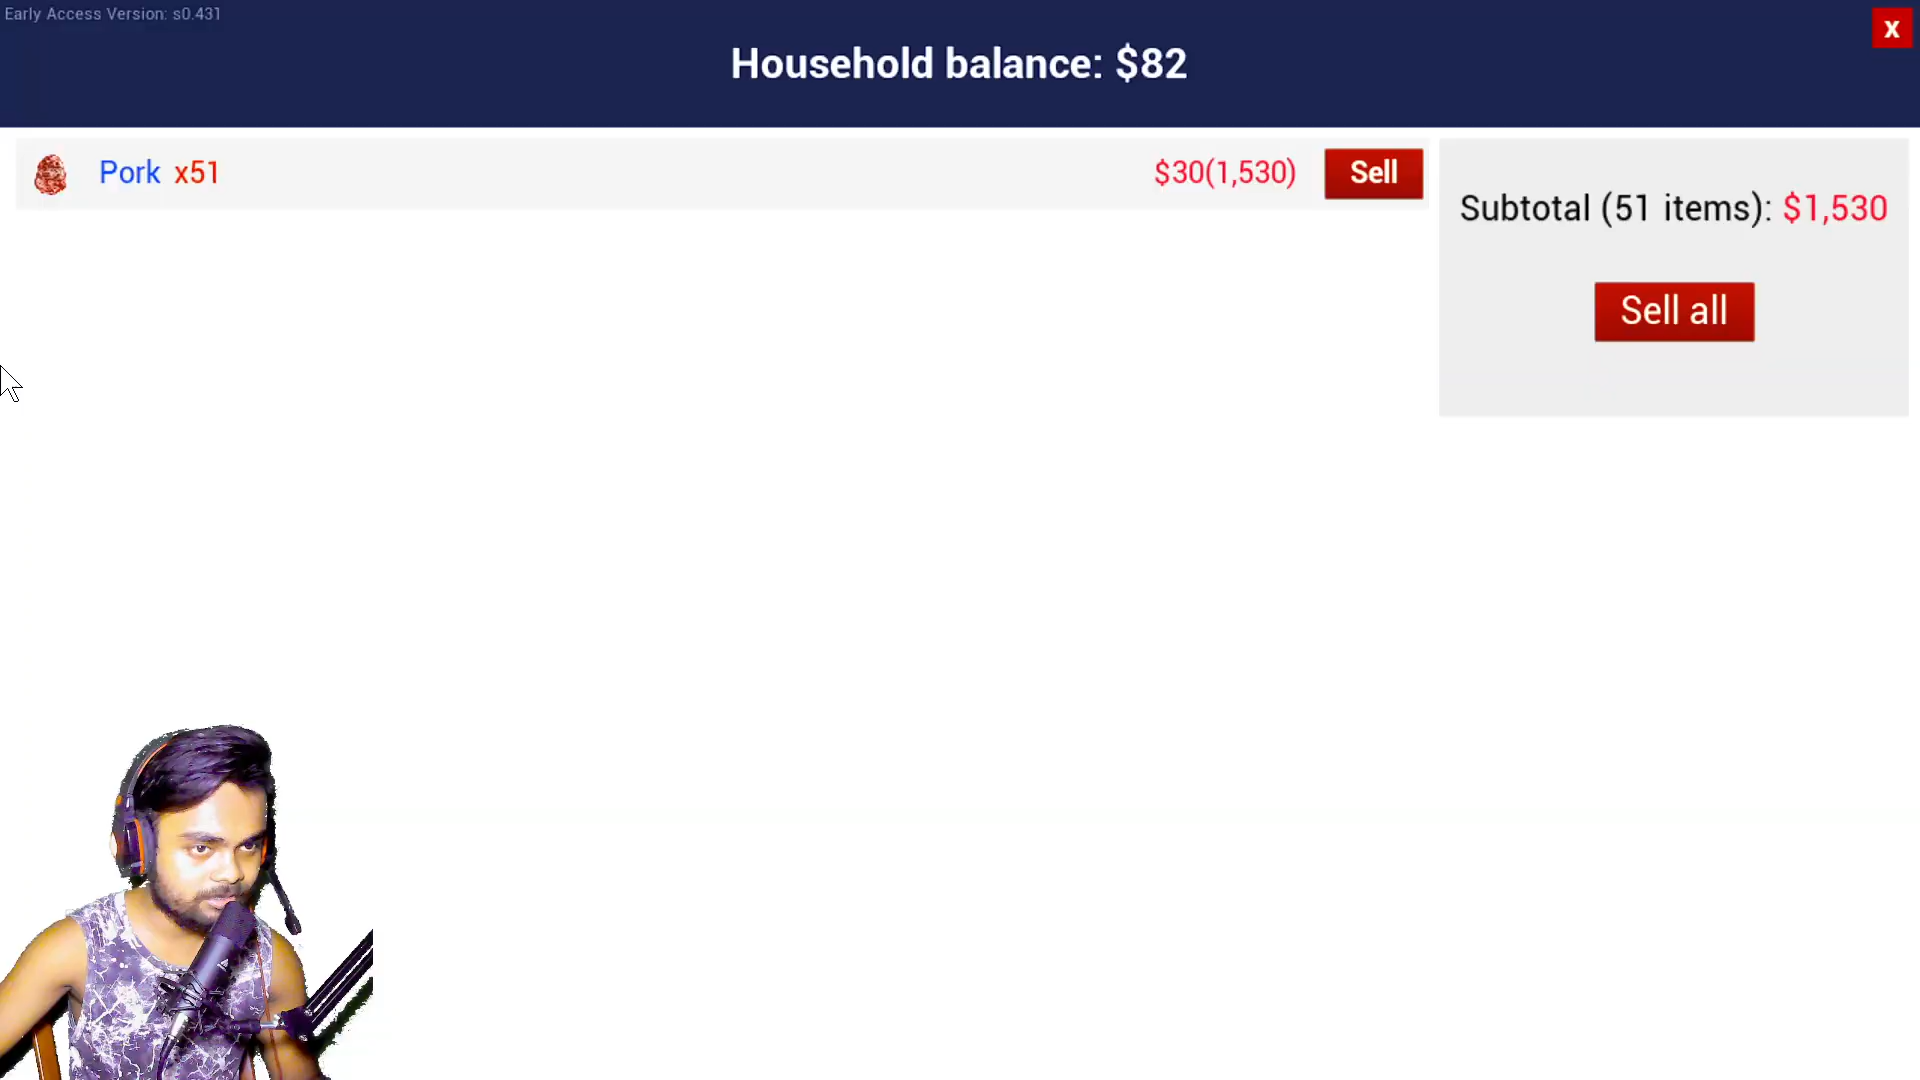 Early Access Version: s0.431
X
Household balance: $82
Pork x51 $30(1,530) Sell
Subtotal (51 items): $1,530
Sell all